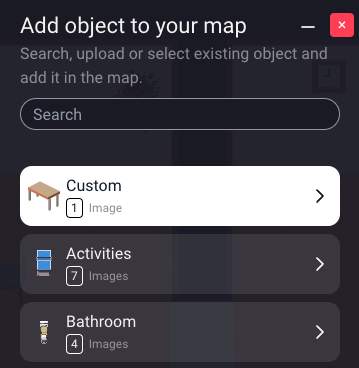 Add object to your map
Search, upload or select existing object and
add it in the map.
Search
Custom
1 Image
Activities
7 Images
Bathroom
4 Images